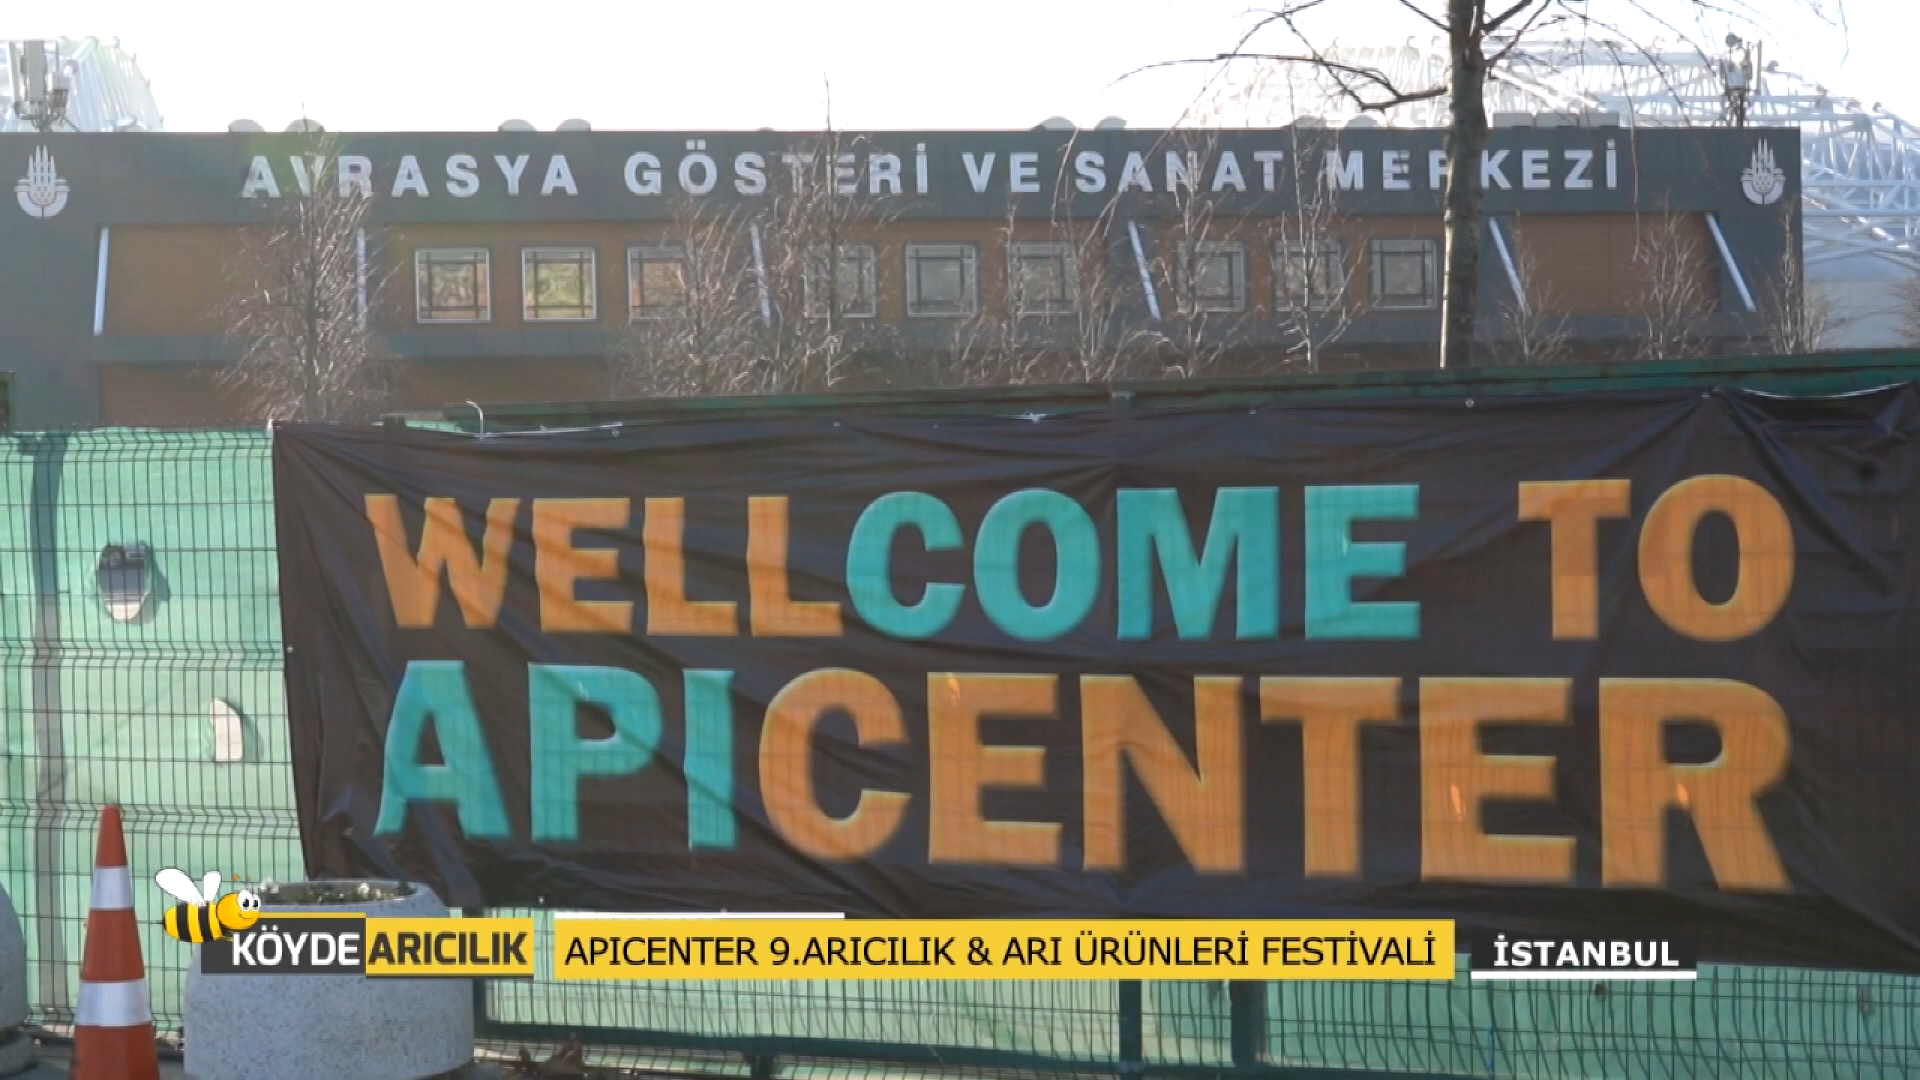 AVRASYA GÖSTERİ VE SANAT MERKEZİ
WELLCOME TO
APICENTER
KÖYDE ARICILIK
APICENTER 9.ARICILIK & ARI ÜRÜNLERİ FESTİVALİ
İSTANBUL